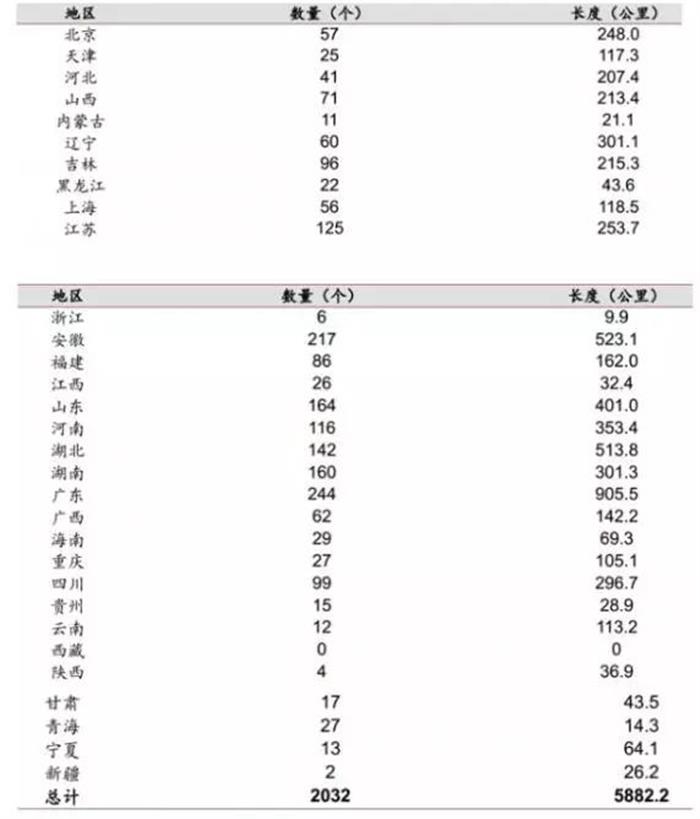 地区 数量（个） 长度（公里）
北京 57 248.0
天津 25 117.3
河北 41 207.4
山西 71 213.4
内蒙古 11 21.1
辽宁 60 301.1
吉林 96 215.3
黑龙江 22 43.6
上海 56 118.5
江苏 125 253.7
地区 数量（个） 长度（公里）
浙江 6 9.9
安徽 217 523.1
福建 86 162.0
江西 26 32.4
山东 164 401.0
河南 116 353.4
湖北 142 513.8
湖南 160 301.3
广东 244 905.5
广西 62 142.2
海南 29 69.3
重庆 27 105.1
四川 99 296.7
贵州 15 28.9
云南 12 113.2
西藏 0 0
陕西 4 36.9
甘肃 17 43.5
青海 27 14.3
宁夏 13 64.1
新疆 2 26.2
总计 2032 5882.2